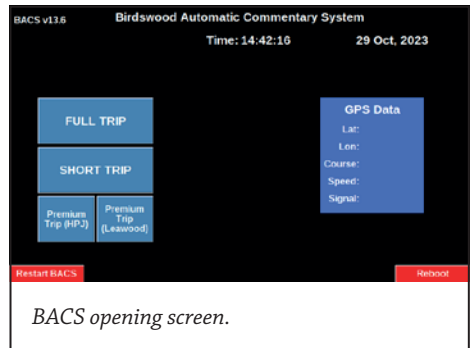 BACS v13.6
Birdswood Automatic Commentary System
Time: 14:42:16
29 Oct, 2023
FULL TRIP
SHORT TRIP
Premium
Trip (HPJ)
Premium
Trip
(Leawood)
GPS Data
Lat:
Lon:
Course:
Speed:
Signal:
Restart BACS
Reboot
BACS opening screen.